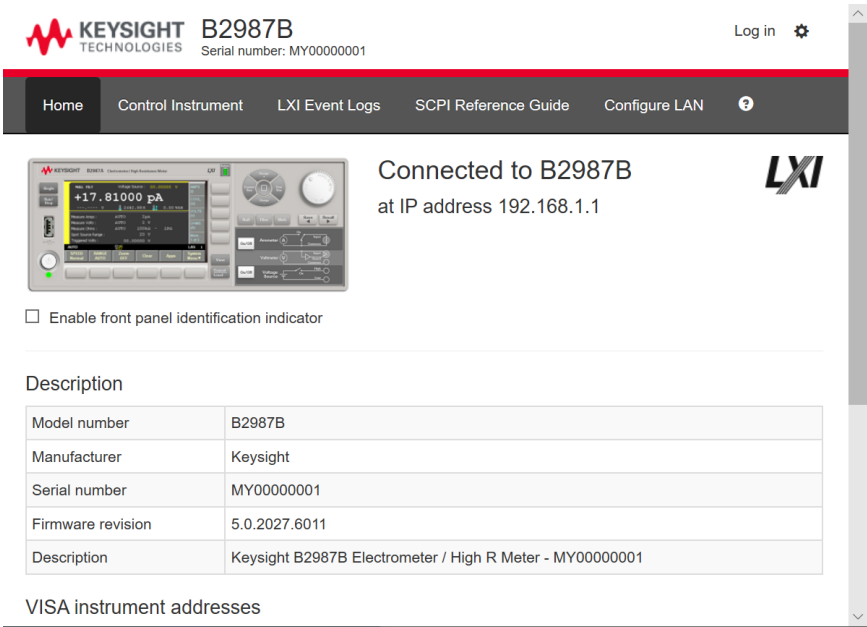 KEYSIGHT
TECHNOLOGIES
B2987B
Serial number: MY00000001
Log in
Home
Control Instrument
LXI Event Logs
SCPI Reference Guide
Configure LAN
?
KEYSIGHT
+17.81000 pA
Connected to B2987B
at IP address 192.168.1.1
LXI
Enable front panel identification indicator
Description
Model number B2987B
Manufacturer Keysight
Serial number MY00000001
Firmware revision 5.0.2027.6011
Description Keysight B2987B Electrometer / High R Meter - MY00000001
VISA instrument addresses